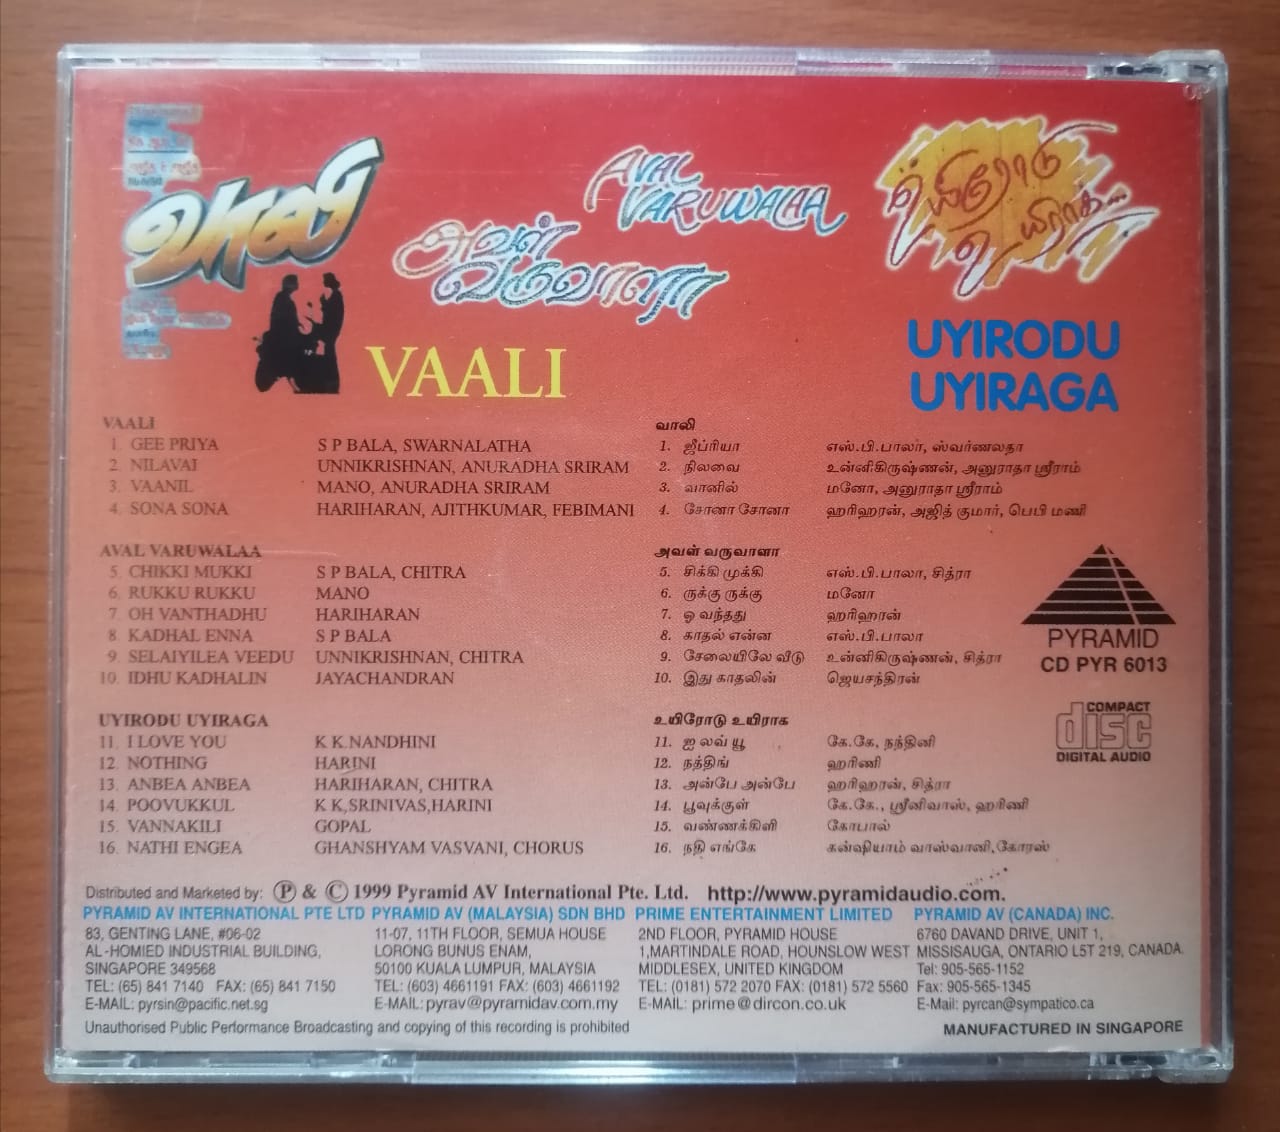 வாலி
அவள்
வருவாளா
AVAL
VARUWALAA
உயிரோடு
உயிராக...
VAALI
UYIRODU
UYIRAGA
VAALI
1. GEE PRIYA S P BALA, SWARNALATHA
2. NILAVAI UNNIKRISHNAN, ANURADHA SRIRAM
3. VAANIL MANO, ANURADHA SRIRAM
4. SONA SONA HARIHARAN, AJITHKUMAR, FEBIMANI
AVAL VARUWALAA
5. CHIKKI MUKKI S P BALA, CHITRA
6. RUKKU RUKKU MANO
7. OH VANTHADHU HARIHARAN
8. KADHAL ENNA S P BALA
9. SELAIYILEA VEEDU UNNIKRISHNAN, CHITRA
10. IDHU KADHALIN JAYACHANDRAN
UYIRODU UYIRAGA
11. I LOVE YOU K K.NANDHINI
12. NOTHING HARINI
13. ANBEA ANBEA HARIHARAN, CHITRA
14. POOVUKKUL K K,SRINIVAS,HARINI
15. VANNAKILI GOPAL
16. NATHI ENGEA GHANSHYAM VASVANI, CHORUS
வாலி
1. ஜீப்ரியா எஸ்.பி.பாலா, ஸ்வர்ணலதா
2. நிலவை உன்னிகிருஷ்ணன், அனுராதா ஸ்ரீராம்
3. வானில் மனோ, அனுராதா ஸ்ரீராம்
4. சோனா சோனா ஹரிஹரன், அஜித் குமார், பெபி மணி
அவள் வருவாளா
5. சிக்கி முக்கி எஸ்.பி.பாலா, சித்ரா
6. ருக்கு ருக்கு மனோ
7. ஓ வந்தது ஹரிஹரன்
8. காதல் என்ன எஸ்.பி.பாலா
9. சேலையிலே வீடு உன்னிகிருஷ்ணன், சித்ரா
10. இது காதலின் ஜெயசந்திரன்
உயிரோடு உயிராக
11. ஐ லவ் யூ கே.கே, நந்தினி
12. நத்திங் ஹரிணி
13. அன்பே அன்பே ஹரிஹரன், சித்ரா
14. பூவுக்குள் கே.கே., ஸ்ரீனிவாஸ், ஹரிணி
15. வண்ணக்கிளி கோபால்
16. நதி எங்கே கன்ஷியாம் வாஸ்வானி,கோரஸ்
PYRAMID
CD PYR 6013
COMPACT
disc
DIGITAL AUDIO
Distributed and Marketed by: Ⓟ & © 1999 Pyramid AV International Pte. Ltd. http://www.pyramidaudio.com.
PYRAMID AV INTERNATIONAL PTE LTD
83, GENTING LANE, #06-02
AL-HOMIED INDUSTRIAL BUILDING,
SINGAPORE 349568
TEL: (65) 841 7140 FAX: (65) 841 7150
E-MAIL: pyrsin@pacific.net.sg
PYRAMID AV (MALAYSIA) SDN BHD
11-07, 11TH FLOOR, SEMUA HOUSE
LORONG BUNUS ENAM,
50100 KUALA LUMPUR, MALAYSIA
TEL: (603) 4661191 FAX: (603) 4661192
E-MAIL: pyrav@pyramidav.com.my
PRIME ENTERTAINMENT LIMITED
2ND FLOOR, PYRAMID HOUSE
1,MARTINDALE ROAD, HOUNSLOW WEST
MIDDLESEX, UNITED KINGDOM
TEL: (0181) 572 2070 FAX: (0181) 572 5560
E-MAIL: prime@dircon.co.uk
PYRAMID AV (CANADA) INC.
6760 DAVAND DRIVE, UNIT 1,
MISSISAUGA, ONTARIO L5T 219, CANADA.
Tel: 905-565-1152
Fax: 905-565-1345
E-Mail: pyrcan@sympatico.ca
Unauthorised Public Performance Broadcasting and copying of this recording is prohibited
MANUFACTURED IN SINGAPORE